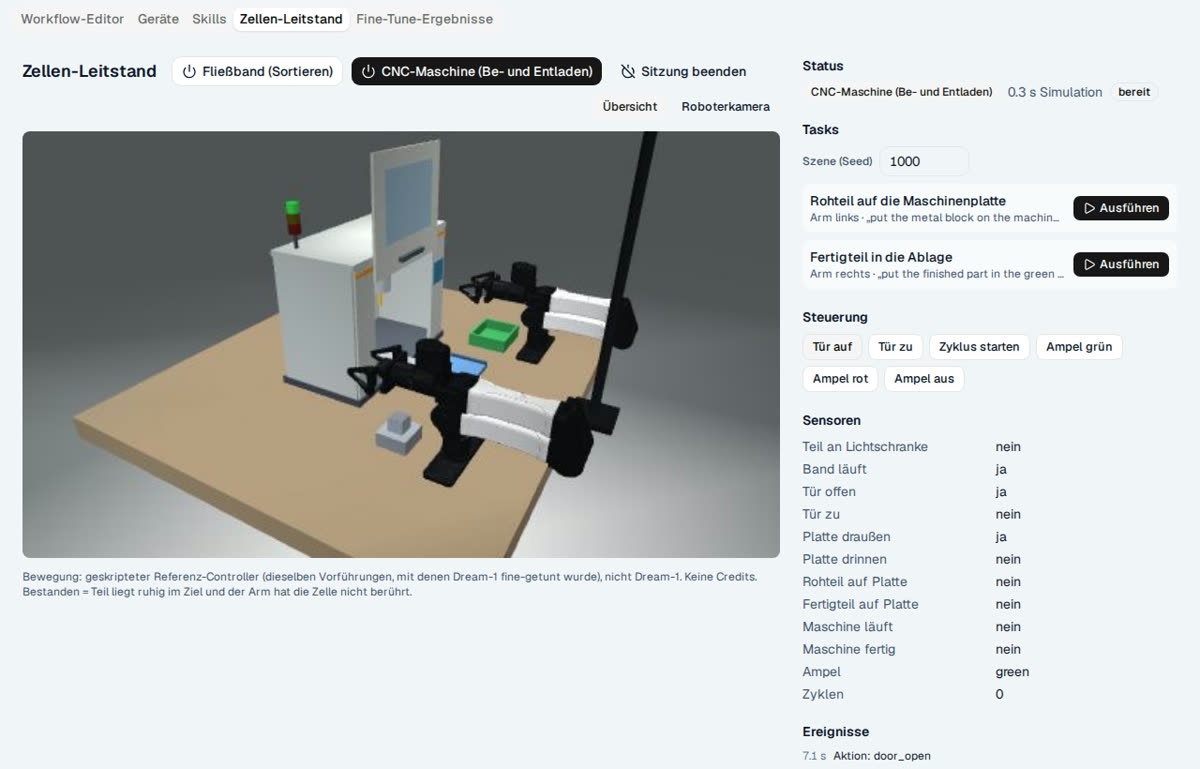 Workflow-Editor Geräte Skills Zellen-Leitstand Fine-Tune-Ergebnisse
Zellen-Leitstand Fließband (Sortieren) CNC-Maschine (Be- und Entladen) Sitzung beenden
Übersicht Roboterkamera
Bewegung: geskripteter Referenz-Controller (dieselben Vorführungen, mit denen Dream-1 fine-getunt wurde), nicht Dream-1. Keine Credits.
Bestanden = Teil liegt ruhig im Ziel und der Arm hat die Zelle nicht berührt.
Status
CNC-Maschine (Be- und Entladen) 0.3 s Simulation bereit
Tasks
Szene (Seed) 1000
Rohteil auf die Maschinenplatte
Arm links · „put the metal block on the machin...
Ausführen
Fertigteil in die Ablage
Arm rechts · „put the finished part in the green ...
Ausführen
Steuerung
Tür auf Tür zu Zyklus starten Ampel grün
Ampel rot Ampel aus
Sensoren
Teil an Lichtschranke nein
Band läuft ja
Tür offen ja
Tür zu nein
Platte draußen ja
Platte drinnen nein
Rohteil auf Platte nein
Fertigteil auf Platte nein
Maschine läuft nein
Maschine fertig nein
Ampel green
Zyklen 0
Ereignisse
7.1 s Aktion: door_open